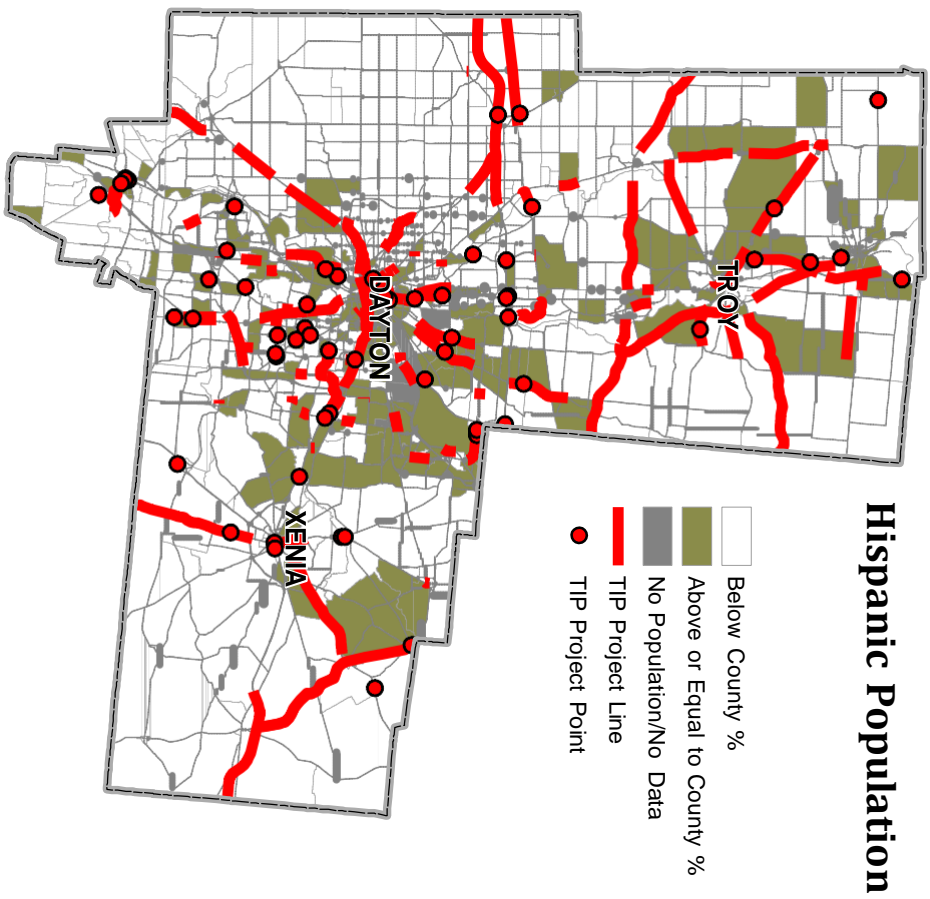 Hispanic Population
Below County %
Above or Equal to County %
No Population/No Data
TIP Project Line
TIP Project Point
TROY
DAYTON
XENIA